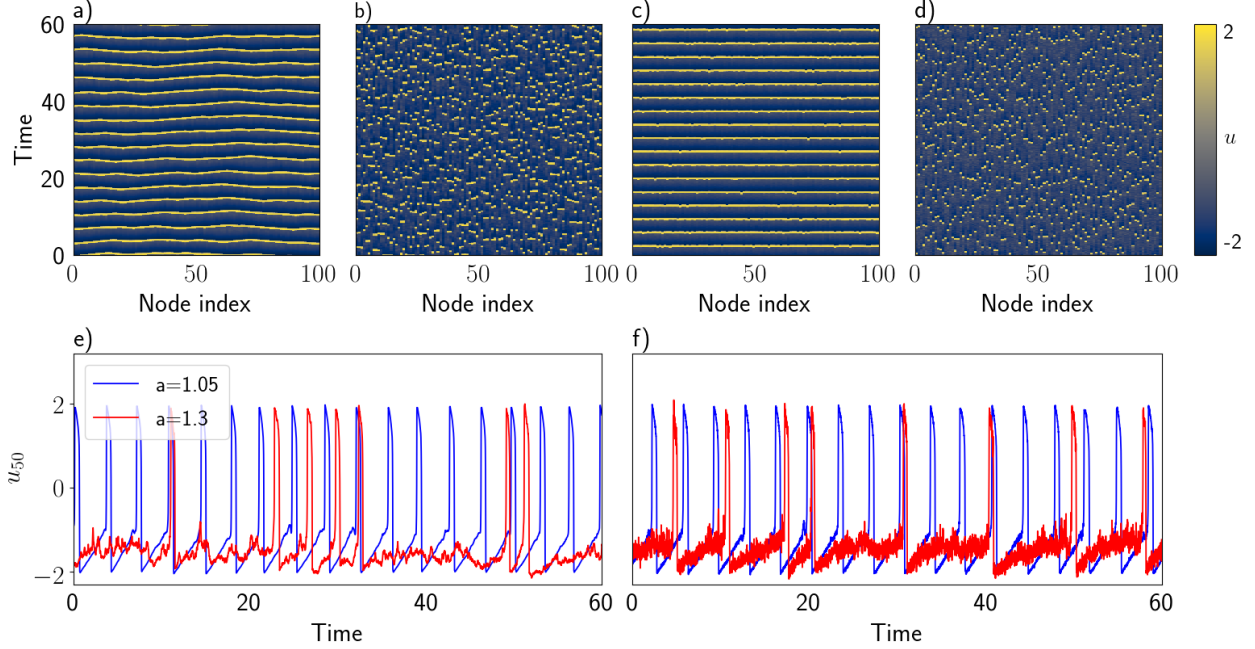 a) b) c) d)
60
40
20
0
Time
2
u
-2
0 50 100 0 50 100 0 50 100 0 50 100
Node index Node index Node index Node index
e) f)
a=1.05
a=1.3
2
0
−2
u50
0 20 40 60 0 20 40 60
Time Time